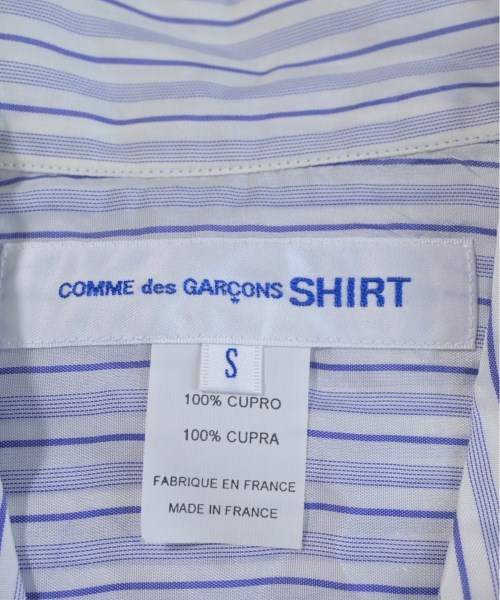 COMME des GARÇONS SHIRT
S
100% CUPRO
100% CUPRA
FABRIQUE EN FRANCE
MADE IN FRANCE